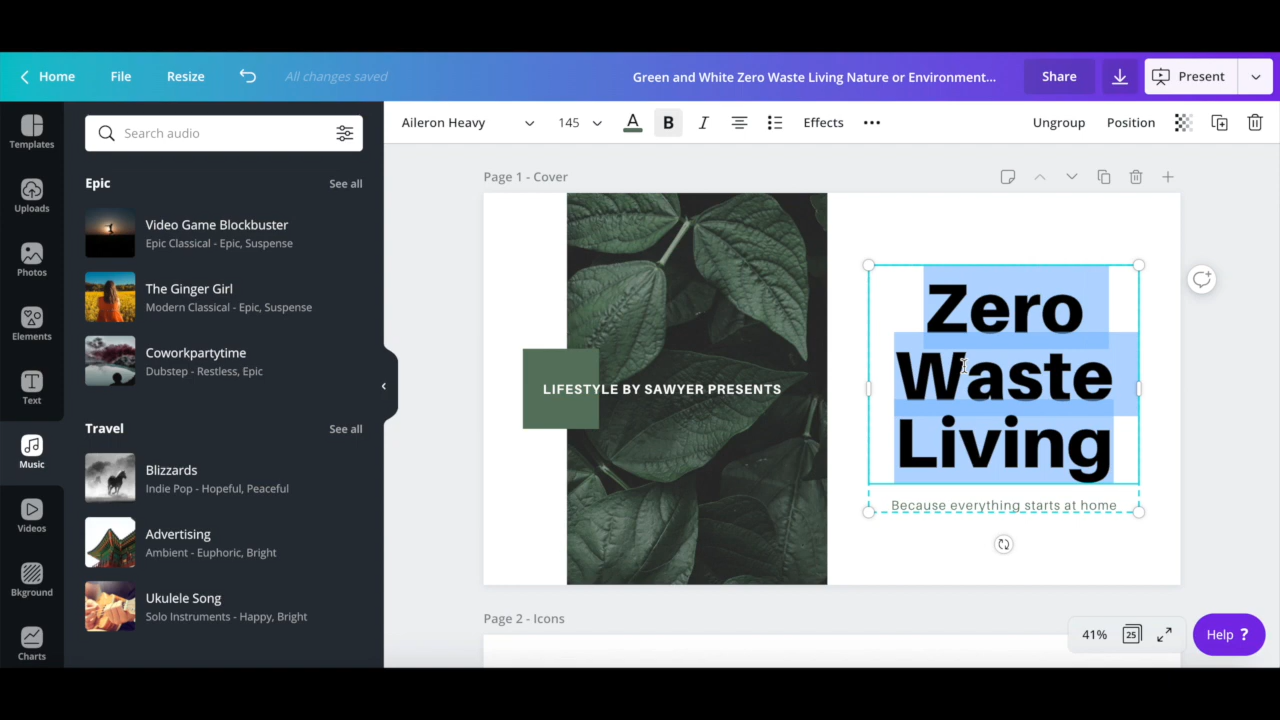 Home File Resize All changes saved Green and White Zero Waste Living Nature or Environment... Share Present
Templates
Uploads
Photos
Elements
Text
Music
Videos
Bkground
Charts
Search audio
Epic See all
Video Game Blockbuster
Epic Classical - Epic, Suspense
The Ginger Girl
Modern Classical - Epic, Suspense
Coworkpartytime
Dubstep - Restless, Epic
Travel See all
Blizzards
Indie Pop - Hopeful, Peaceful
Advertising
Ambient - Euphoric, Bright
Ukulele Song
Solo Instruments - Happy, Bright
Aileron Heavy 145 A B I Effects ••• Ungroup Position
Page 1 - Cover
LIFESTYLE BY SAWYER PRESENTS
Zero
Waste
Living
Because everything starts at home
Page 2 - Icons
41% 25 Help ?